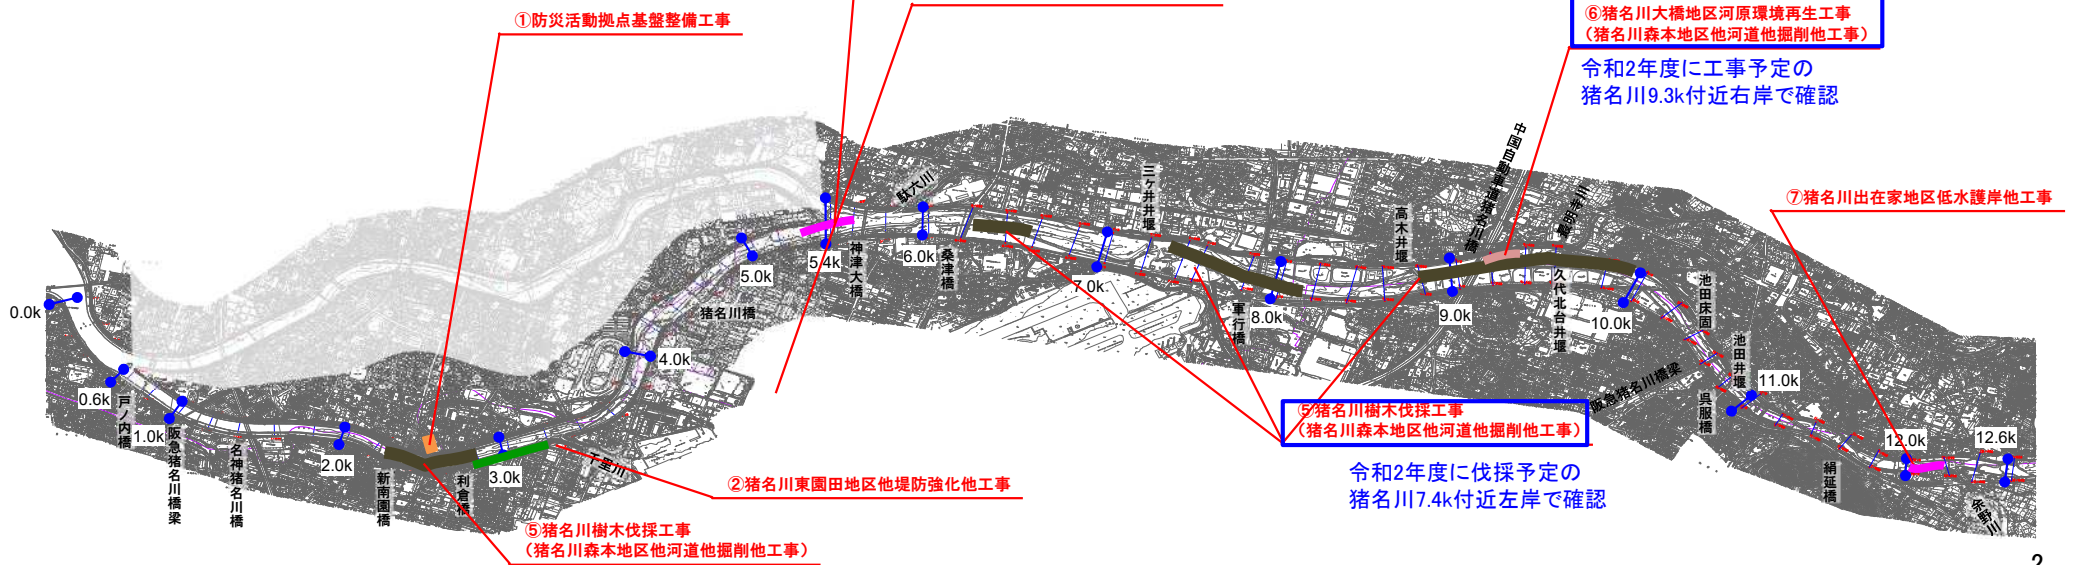 ①防災活動拠点基盤整備工事
⑥猪名川大橋地区河原環境再生工事
(猪名川森本地区他河道他掘削他工事)
令和2年度に工事予定の
猪名川9.3k付近右岸で確認
⑦猪名川出在家地区低水護岸他工事
中国自動車道猪名川橋
最明寺川
三ケ井井堰
駄六川
高木井堰
神津大橋
桑津橋
猪名川橋
軍行橋
久代北台井堰
池田床固
池田井堰
呉服橋
阪急猪名川橋梁
絹延橋
余野川
0.0k
0.6k
1.0k
2.0k
3.0k
4.0k
5.0k
5.4k
6.0k
7.0k
8.0k
9.0k
10.0k
11.0k
12.0k
12.6k
戸ノ内橋
阪急猪名川橋梁
名神猪名川橋
新南園橋
利倉橋
千里川
②猪名川東園田地区他堤防強化他工事
⑤猪名川樹木伐採工事
(猪名川森本地区他河道他掘削他工事)
⑤猪名川樹木伐採工事
(猪名川森本地区他河道他掘削他工事)
令和2年度に伐採予定の
猪名川7.4k付近左岸で確認
2